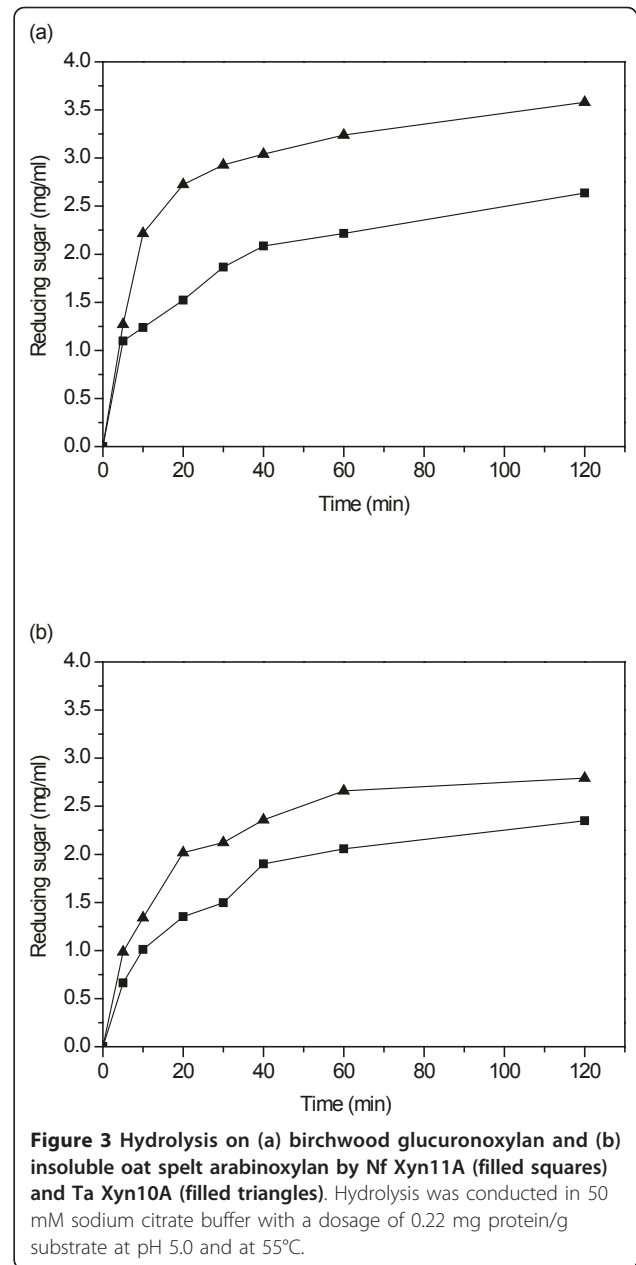 (a)
4.0
3.5
3.0
2.5
2.0
1.5
1.0
0.5
0.0
Reducing sugar (mg/ml)
0 20 40 60 80 100 120
Time (min)
(b)
4.0
3.5
3.0
2.5
2.0
1.5
1.0
0.5
0.0
Reducing sugar (mg/ml)
0 20 40 60 80 100 120
Time (min)
Figure 3 Hydrolysis on (a) birchwood glucuronoxylan and (b)
insoluble oat spelt arabinoxylan by Nf Xyn11A (filled squares)
and Ta Xyn10A (filled triangles). Hydrolysis was conducted in 50
mM sodium citrate buffer with a dosage of 0.22 mg protein/g
substrate at pH 5.0 and at 55°C.